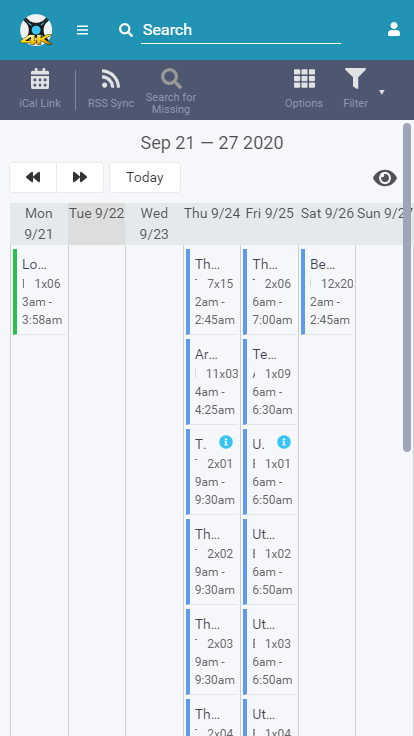 4K
Search
iCal Link
RSS Sync
Search for
Missing
Options
Filter
Sep 21 — 27 2020
Today
Mon
9/21
Tue 9/22
Wed
9/23
Thu 9/24
Fri 9/25
Sat 9/26
Sun 9/27
Lo...
1x06
3am -
3:58am
Th...
7x15
2am -
2:45am
Ar...
11x03
4am -
4:25am
T.
2x01
9am -
9:30am
Th...
2x02
9am -
9:30am
Th...
2x03
9am -
9:30am
Th...
2x04
Th...
2x06
6am -
7:00am
Te...
1x09
6am -
6:30am
U.
1x01
6am -
6:50am
Ut...
1x02
6am -
6:50am
Ut...
1x03
6am -
6:50am
Ut...
1x04
Be...
12x20
2am -
2:45am